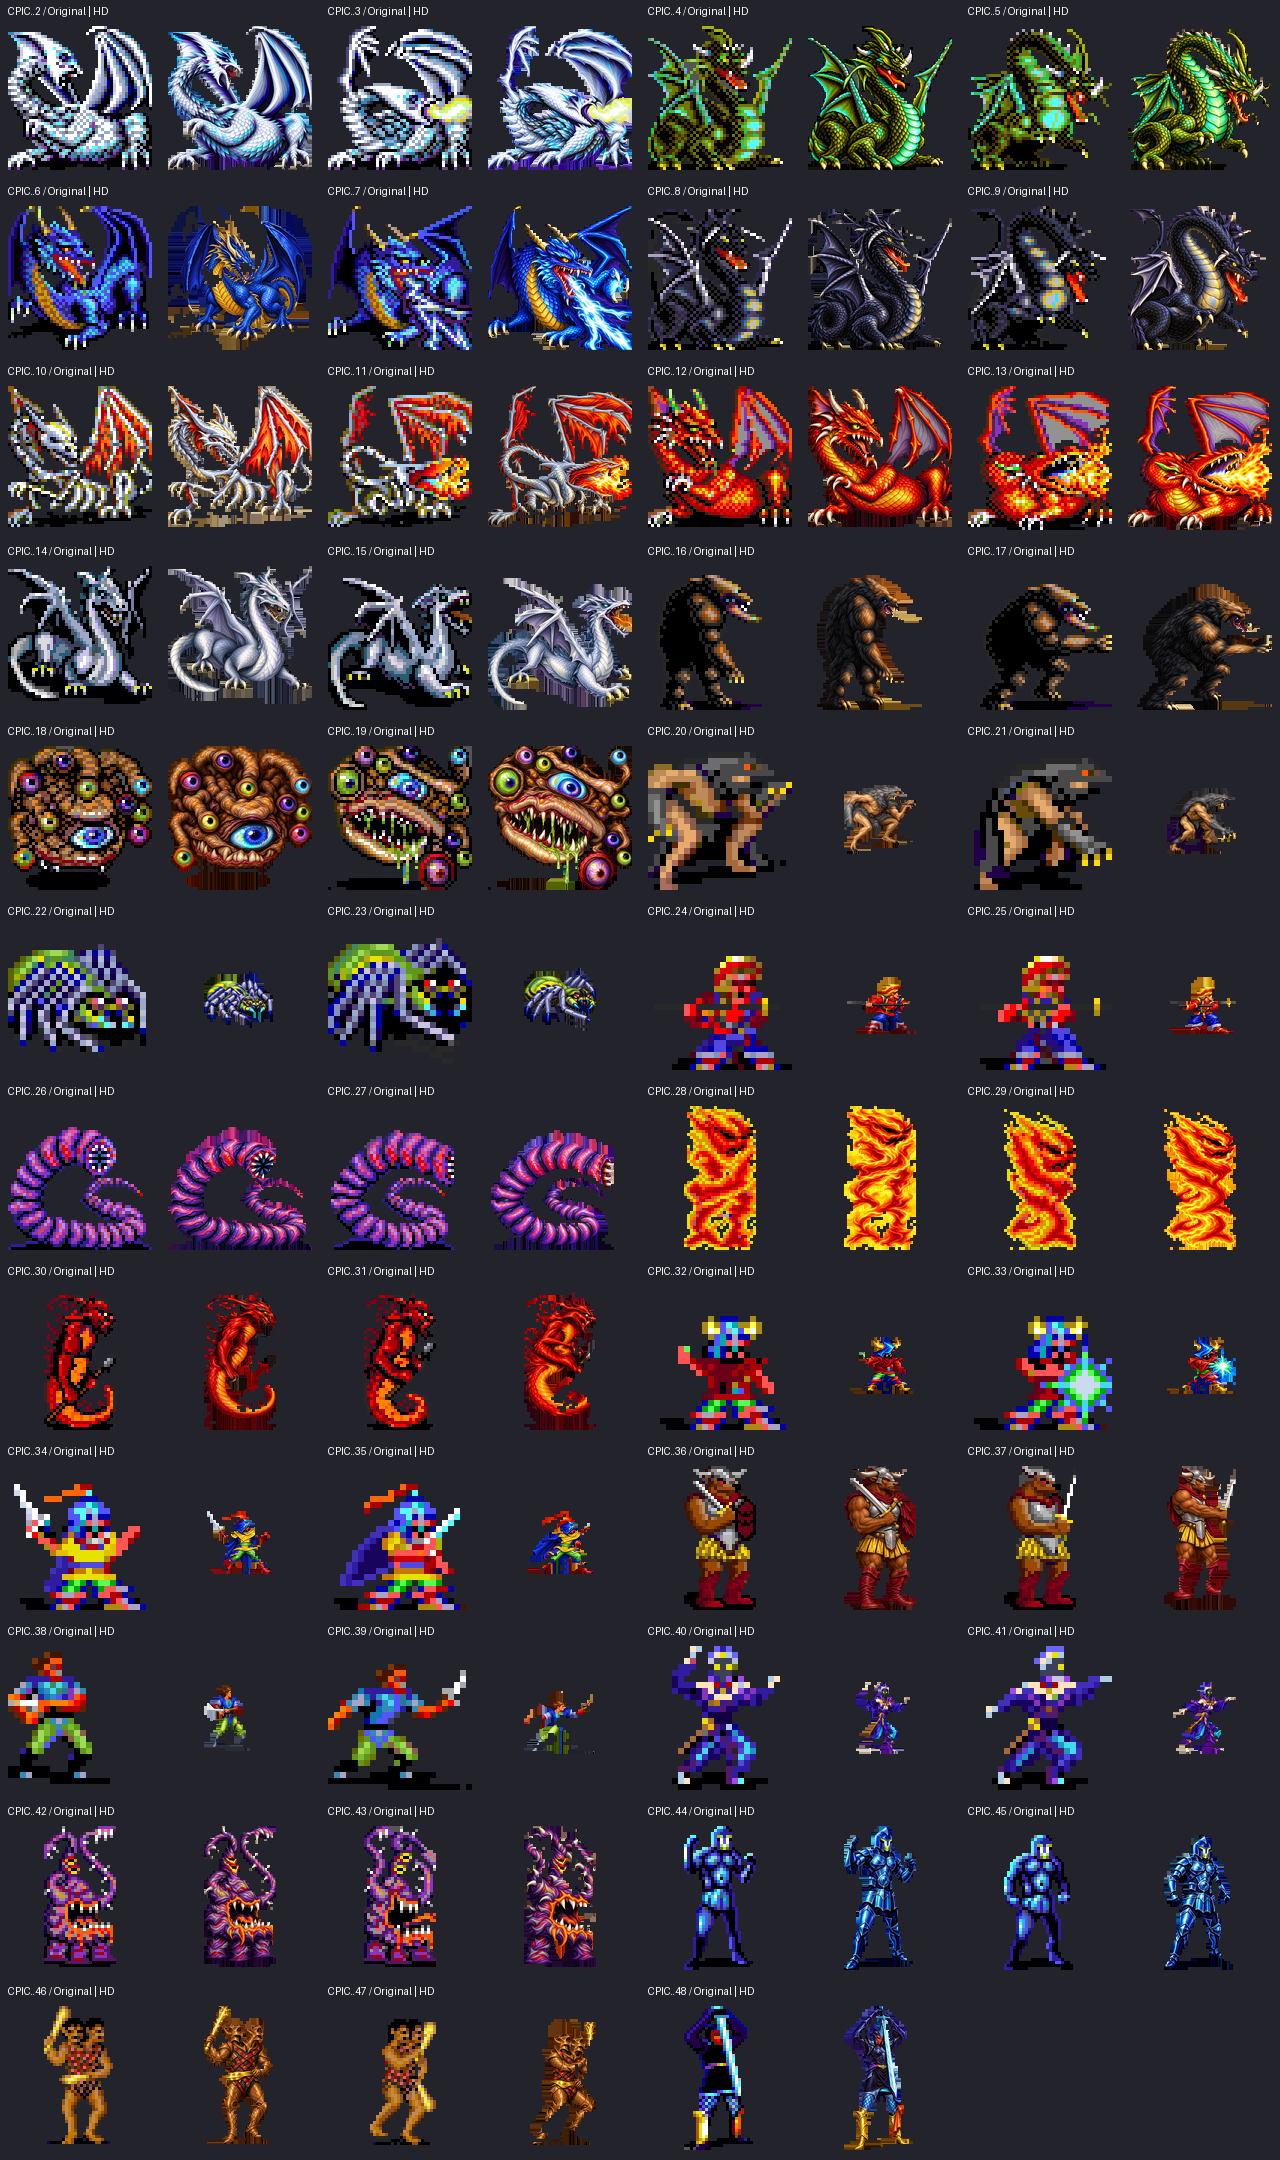 CPIC..2 / Original | HD
CPIC..3 / Original | HD
CPIC..4 / Original | HD
CPIC..5 / Original | HD
CPIC..6 / Original | HD
CPIC..7 / Original | HD
CPIC..8 / Original | HD
CPIC..9 / Original | HD
CPIC..10 / Original | HD
CPIC..11 / Original | HD
CPIC..12 / Original | HD
CPIC..13 / Original | HD
CPIC..14 / Original | HD
CPIC..15 / Original | HD
CPIC..16 / Original | HD
CPIC..17 / Original | HD
CPIC..18 / Original | HD
CPIC..19 / Original | HD
CPIC..20 / Original | HD
CPIC..21 / Original | HD
CPIC..22 / Original | HD
CPIC..23 / Original | HD
CPIC..24 / Original | HD
CPIC..25 / Original | HD
CPIC..26 / Original | HD
CPIC..27 / Original | HD
CPIC..28 / Original | HD
CPIC..29 / Original | HD
CPIC..30 / Original | HD
CPIC..31 / Original | HD
CPIC..32 / Original | HD
CPIC..33 / Original | HD
CPIC..34 / Original | HD
CPIC..35 / Original | HD
CPIC..36 / Original | HD
CPIC..37 / Original | HD
CPIC..38 / Original | HD
CPIC..39 / Original | HD
CPIC..40 / Original | HD
CPIC..41 / Original | HD
CPIC..42 / Original | HD
CPIC..43 / Original | HD
CPIC..44 / Original | HD
CPIC..45 / Original | HD
CPIC..46 / Original | HD
CPIC..47 / Original | HD
CPIC..48 / Original | HD